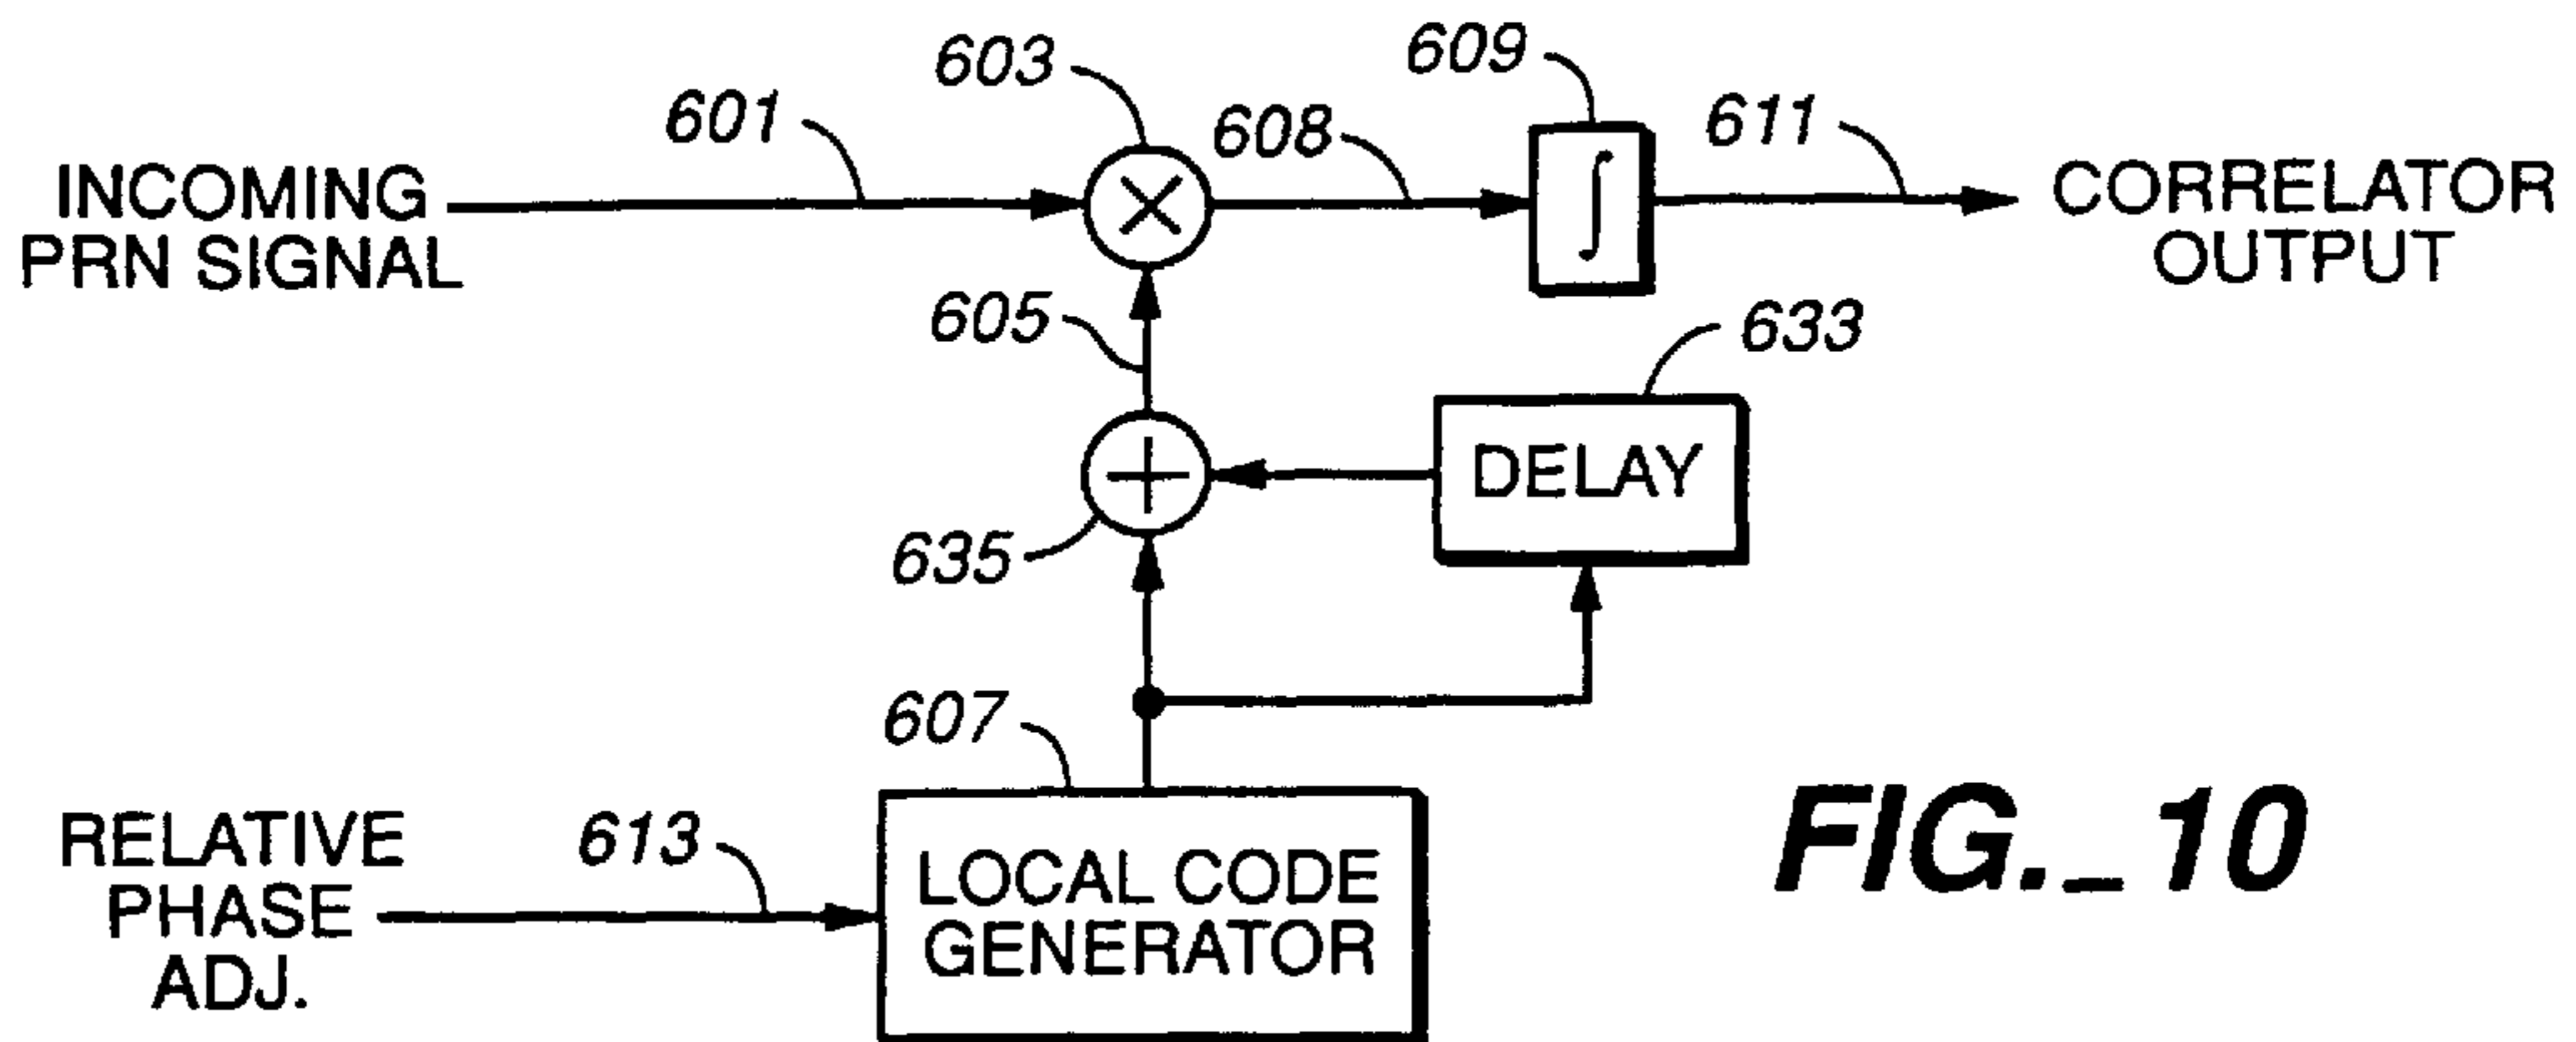 603
609
601
608
611
INCOMING
PRN SIGNAL
CORRELATOR
OUTPUT
605
633
DELAY
635
607
RELATIVE
PHASE
ADJ.
613
LOCAL CODE
GENERATOR
FIG._10